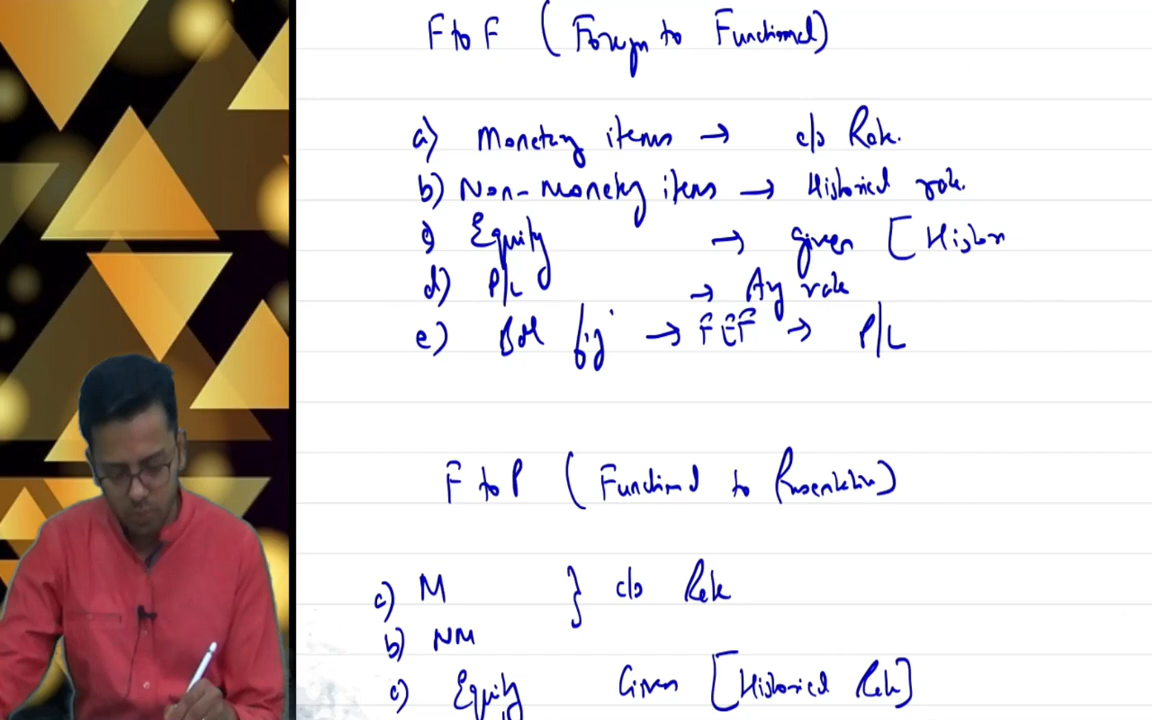 F to F (Foreign to Functional)
a) Monetary items → c/s Rate.
b) Non-monetary items → Historical rate.
c) Equity → given [Histor
d) P/L → Avg rate
e) Bal fig → FEF → P/L
F to P (Functional to Presentation)
a) M } c/s Rate
b) NM
c) Equity Given [Historical Rate]